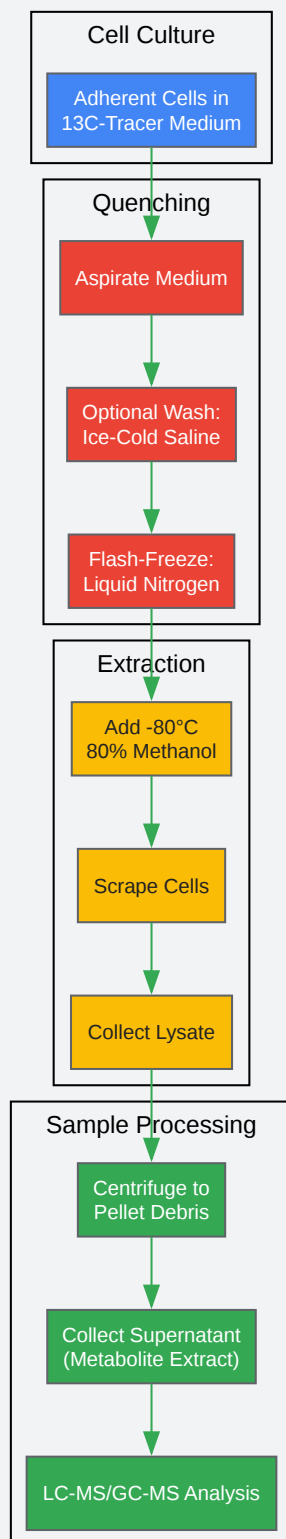 Cell Culture
Adherent Cells in
13C-Tracer Medium
Quenching
Aspirate Medium
Optional Wash:
Ice-Cold Saline
Flash-Freeze:
Liquid Nitrogen
Extraction
Add -80°C
80% Methanol
Scrape Cells
Collect Lysate
Sample Processing
Centrifuge to
Pellet Debris
Collect Supernatant
(Metabolite Extract)
LC-MS/GC-MS Analysis